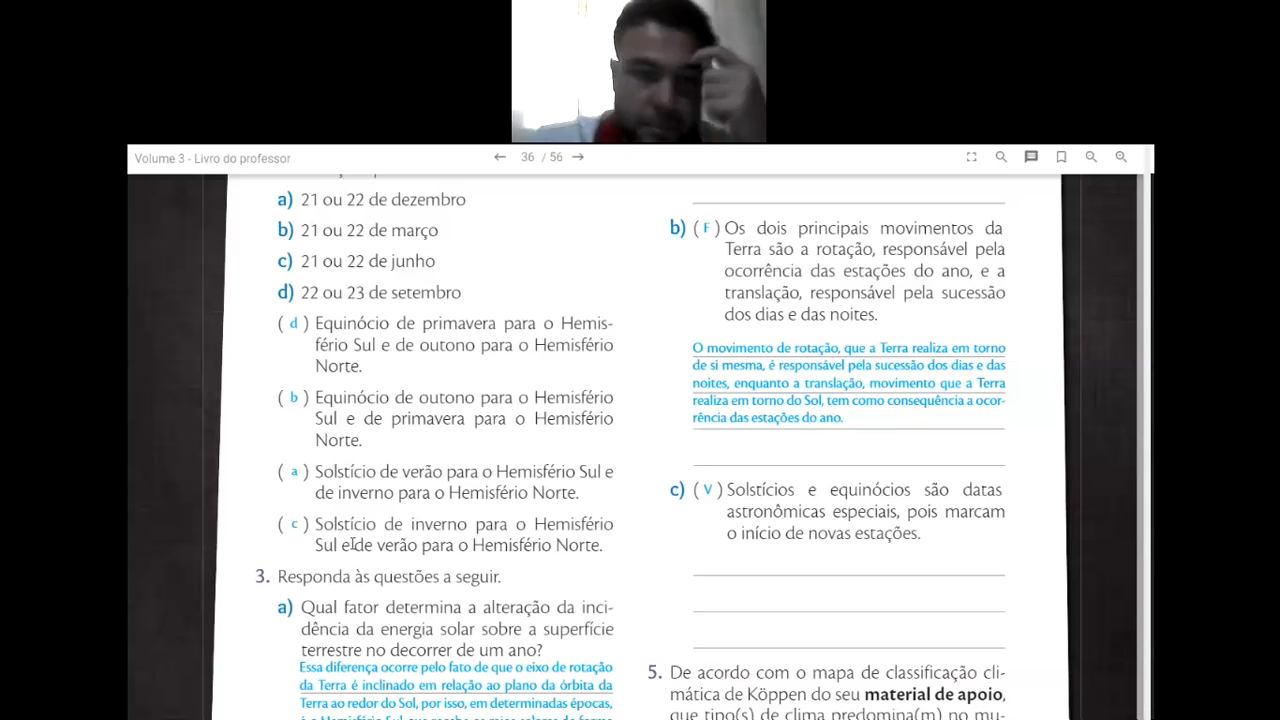 Volume 3 - Livro do professor
36 / 56
a) 21 ou 22 de dezembro
b) 21 ou 22 de março
c) 21 ou 22 de junho
d) 22 ou 23 de setembro
( d ) Equinócio de primavera para o Hemis-
fério Sul e de outono para o Hemisfério
Norte.
( b ) Equinócio de outono para o Hemisfério
Sul e de primavera para o Hemisfério
Norte.
( a ) Solstício de verão para o Hemisfério Sul e
de inverno para o Hemisfério Norte.
( c ) Solstício de inverno para o Hemisfério
Sul e de verão para o Hemisfério Norte.
3. Responda às questões a seguir.
a) Qual fator determina a alteração da inci-
dência da energia solar sobre a superfície
terrestre no decorrer de um ano?
Essa diferença ocorre pelo fato de que o eixo de rotação
da Terra é inclinado em relação ao plano da órbita da
Terra ao redor do Sol, por isso, em determinadas épocas,
b) ( F ) Os dois principais movimentos da
Terra são a rotação, responsável pela
ocorrência das estações do ano, e a
translação, responsável pela sucessão
dos dias e das noites.
O movimento de rotação, que a Terra realiza em torno
de si mesma, é responsável pela sucessão dos dias e das
noites, enquanto a translação, movimento que a Terra
realiza em torno do Sol, tem como consequência a ocor-
rência das estações do ano.
c) ( V ) Solstícios e equinócios são datas
astronômicas especiais, pois marcam
o início de novas estações.
5. De acordo com o mapa de classificação cli-
mática de Köppen do seu material de apoio,
que tipo(s) de clima predomina(m) no mu-